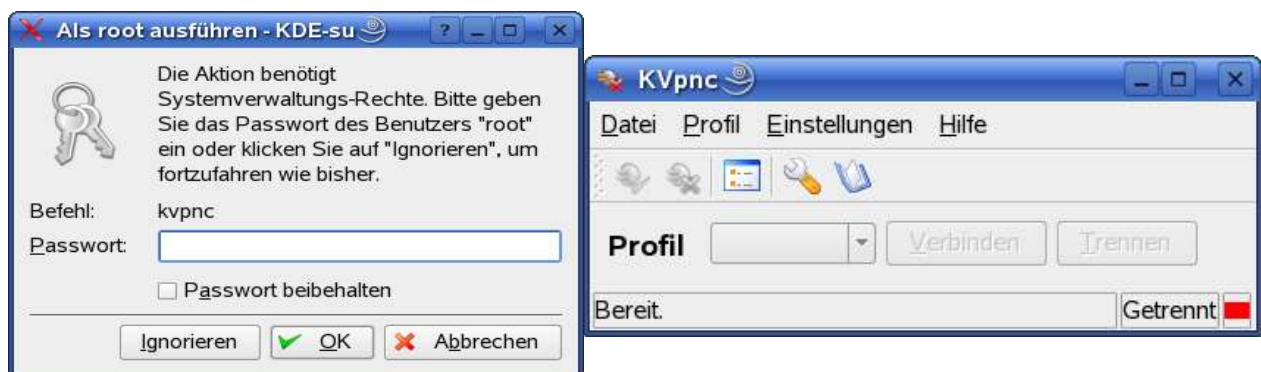 Als root ausführen - KDE-su
Die Aktion benötigt
Systemverwaltungs-Rechte. Bitte geben
Sie das Passwort des Benutzers "root"
ein oder klicken Sie auf "Ignorieren", um
fortzufahren wie bisher.
Befehl: kvpnc
Passwort:
Passwort beibehalten
Ignorieren OK Abbrechen
KVpnc
Datei Profil Einstellungen Hilfe
Profil Verbinden Trennen
Bereit. Getrennt